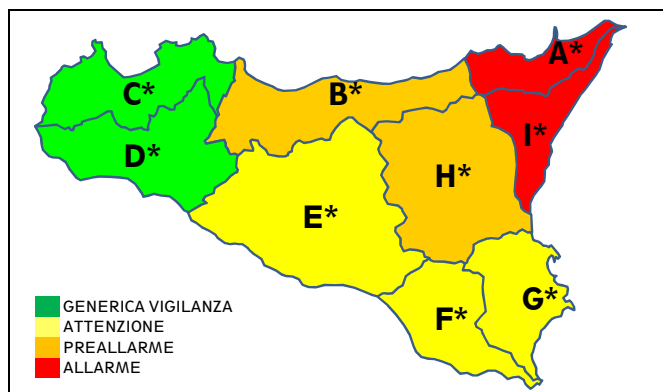 A*
B*
C*
I*
D*
H*
E*
G*
F*
GENERICA VIGILANZA
ATTENZIONE
PREALLARME
ALLARME